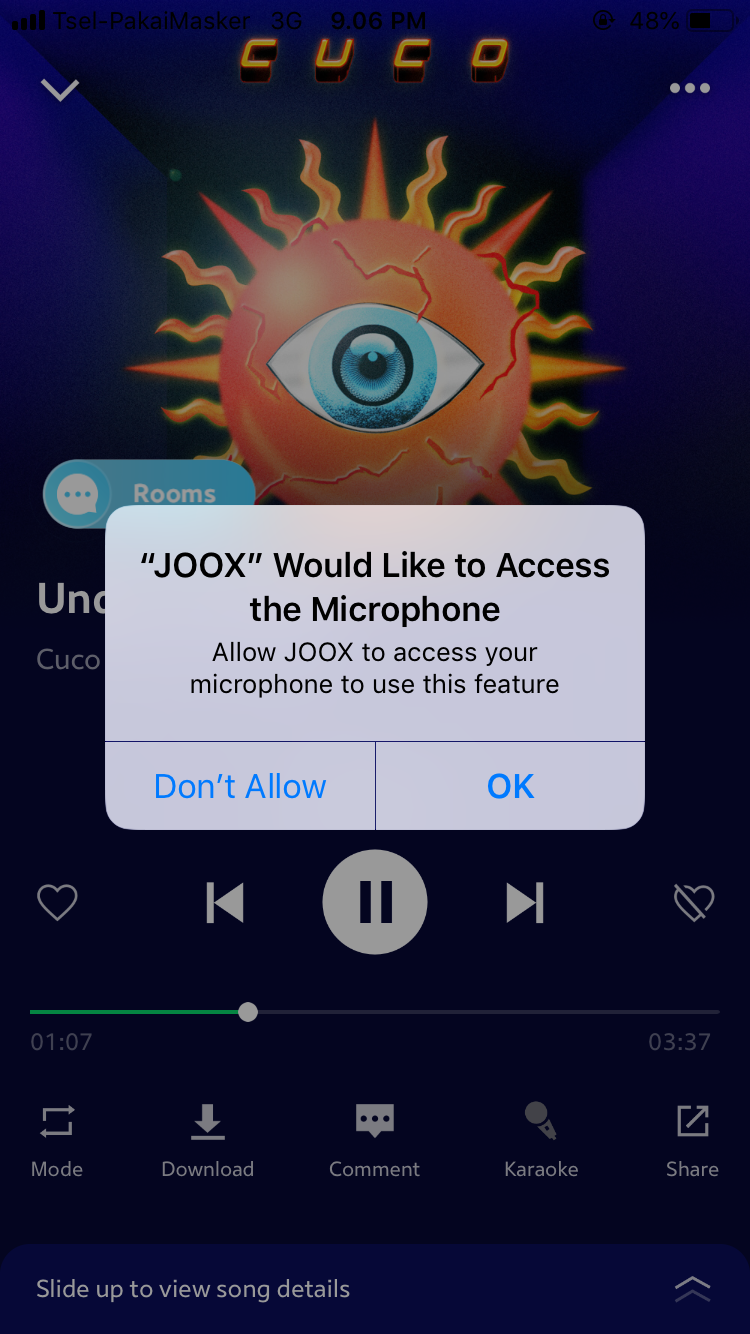 Tsel-PakaiMasker 3G 9.06 PM 48%
CUCO
Rooms
“JOOX” Would Like to Access
the Microphone
Allow JOOX to access your
microphone to use this feature
Don’t Allow OK
Cuco
01:07 03:37
Mode Download Comment Karaoke Share
Slide up to view song details